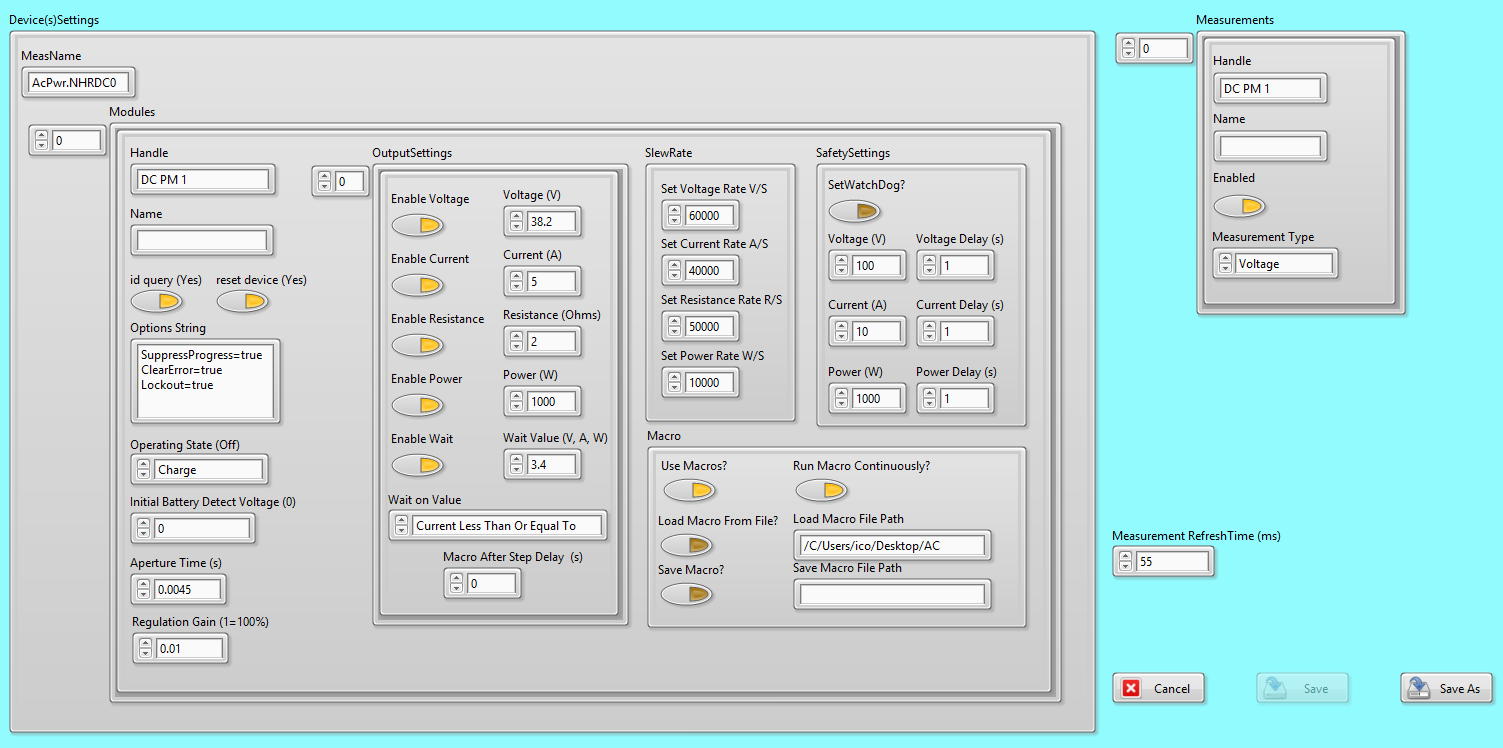 Device(s)Settings
MeasName
AcPwr.NHRDC0
Modules
0
Handle
DC PM 1
Name
id query (Yes)
reset device (Yes)
Options String
SuppressProgress=true
ClearError=true
Lockout=true
Operating State (Off)
Charge
Initial Battery Detect Voltage (0)
0
Aperture Time (s)
0.0045
Regulation Gain (1=100%)
0.01
OutputSettings
0
Enable Voltage
Voltage (V)
38.2
Enable Current
Current (A)
5
Enable Resistance
Resistance (Ohms)
2
Enable Power
Power (W)
1000
Enable Wait
Wait Value (V, A, W)
3.4
Wait on Value
Current Less Than Or Equal To
Macro After Step Delay (s)
0
SlewRate
Set Voltage Rate V/S
60000
Set Current Rate A/S
40000
Set Resistance Rate R/S
50000
Set Power Rate W/S
10000
SafetySettings
SetWatchDog?
Voltage (V)
100
Voltage Delay (s)
1
Current (A)
10
Current Delay (s)
1
Power (W)
1000
Power Delay (s)
1
Macro
Use Macros?
Run Macro Continuously?
Load Macro From File?
Load Macro File Path
/C/Users/ico/Desktop/AC
Save Macro?
Save Macro File Path
Measurements
0
Handle
DC PM 1
Name
Enabled
Measurement Type
Voltage
Measurement RefreshTime (ms)
55
Cancel
Save
Save As